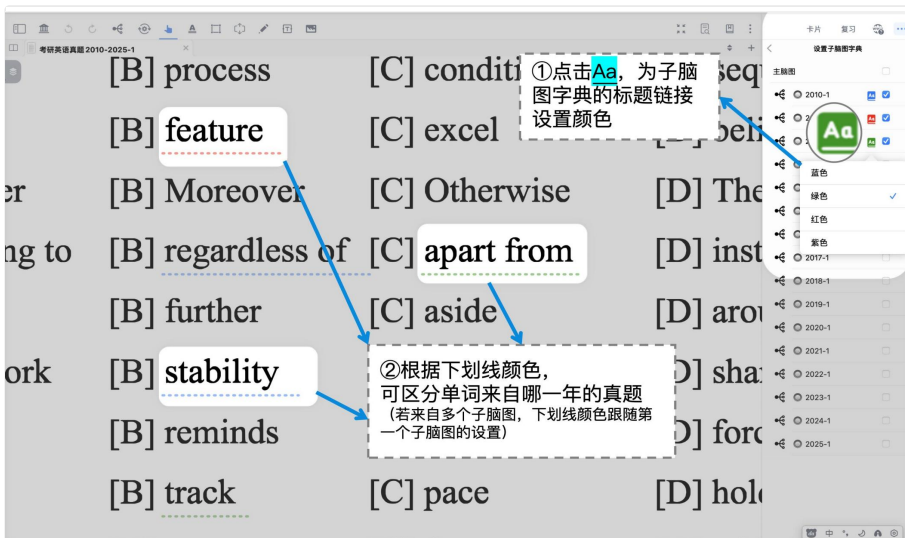 卡片 复习
考研英语真题2010-2025-1
设置子脑图字典
主脑图
[B] process [C] conditi
①点击Aa，为子脑
图字典的标题链接
设置颜色
2010-1
Aa
[B] feature [C] excel
[B] Moreover [C] Otherwise [D] The
蓝色
绿色
红色
紫色
ng to [B] regardless of [C] apart from [D] inst
2017-1
2018-1
[B] further [C] aside [D] arou
2019-1
2020-1
2021-1
ork [B] stability
②根据下划线颜色，
可区分单词来自哪一年的真题
（若来自多个子脑图，下划线颜色跟随第
一个子脑图的设置）
D] sha
2022-1
2023-1
[B] reminds
2024-1
2025-1
[B] track [C] pace [D] hol
中